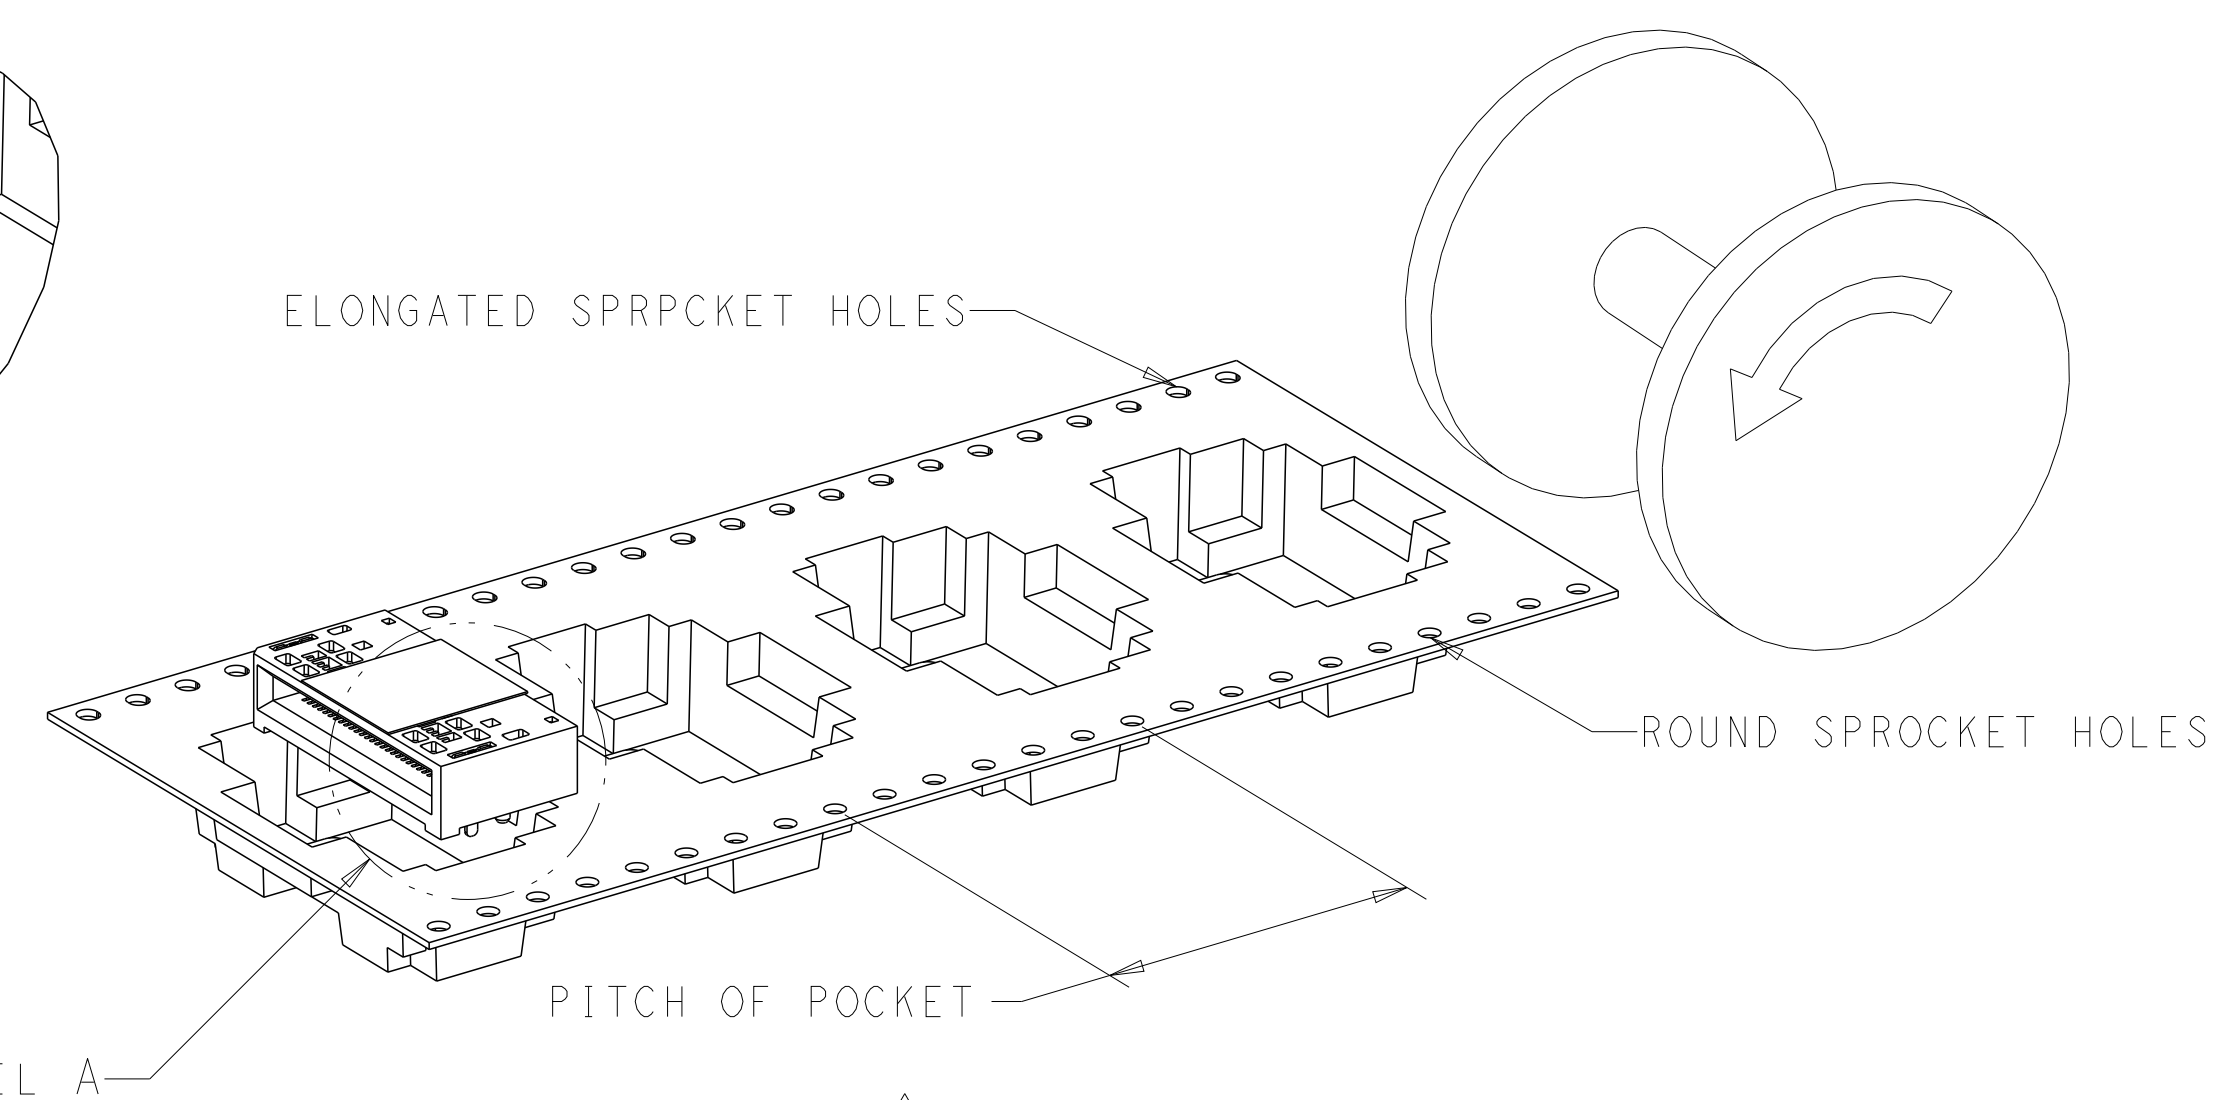 ELONGATED SPRPCKET HOLES
ROUND SPROCKET HOLES
PITCH OF POCKET
L A